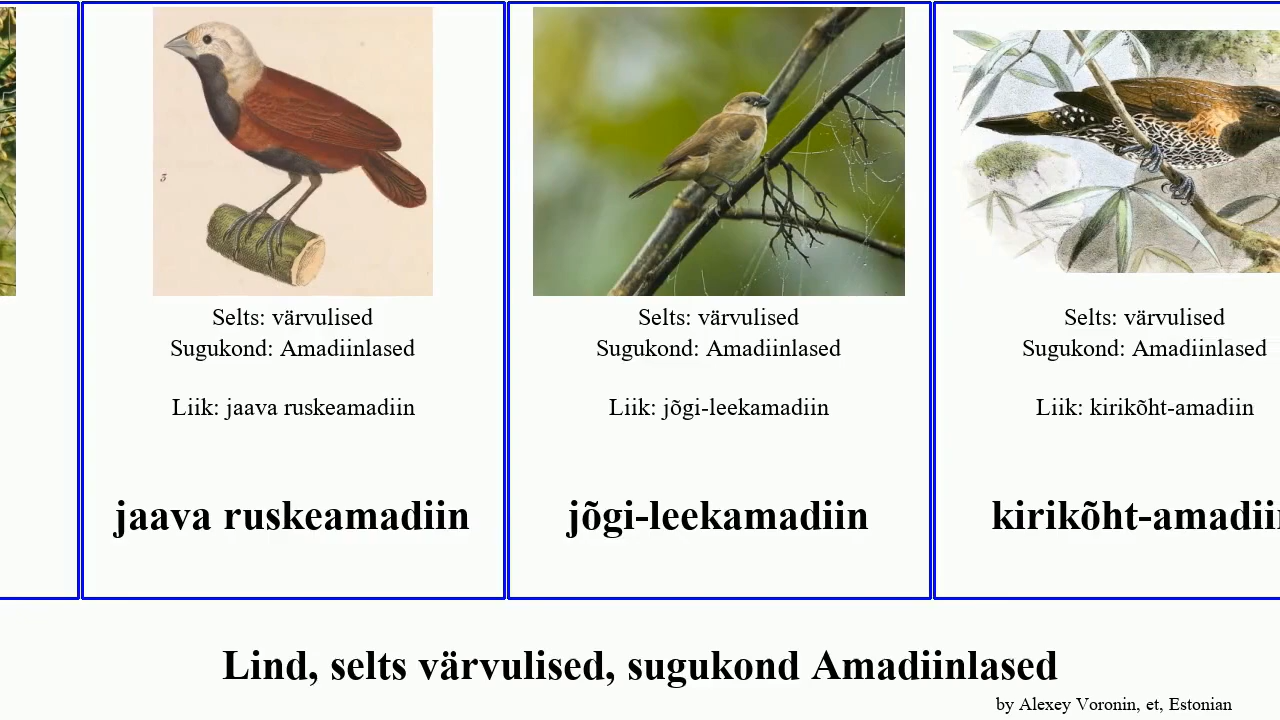 3
Selts: värvulised
Sugukond: Amadiinlased
Liik: jaava ruskeamadiin
jaava ruskeamadiin
Selts: värvulised
Sugukond: Amadiinlased
Liik: jõgi-leekamadiin
jõgi-leekamadiin
Selts: värvulised
Sugukond: Amadiinlased
Liik: kirikõht-amadiin
kirikõht-amadiin
Lind, selts värvulised, sugukond Amadiinlased
by Alexey Voronin, et, Estonian